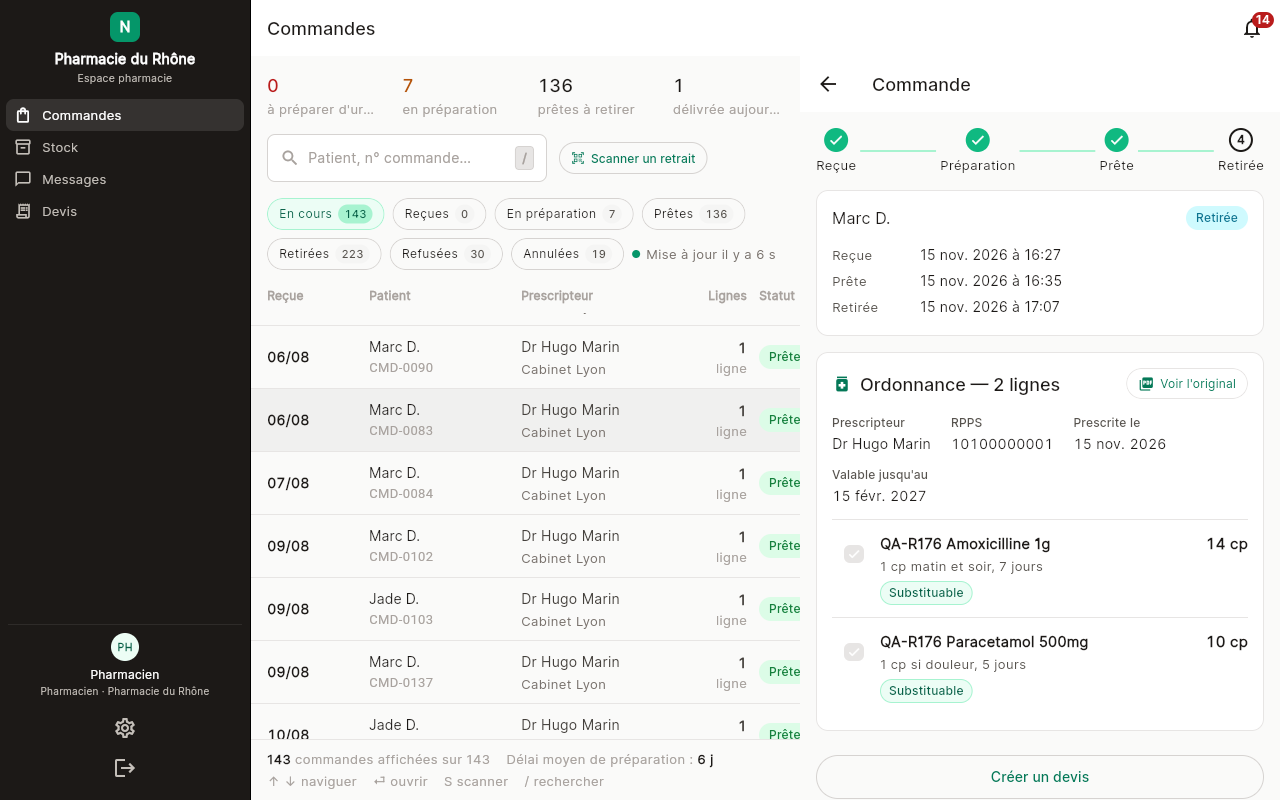 N
Pharmacie du Rhône
Espace pharmacie
Commandes
Stock
Messages
Devis
PH
Pharmacien
Pharmacien · Pharmacie du Rhône
Commandes
14
0
à préparer d'ur...
7
en préparation
136
prêtes à retirer
1
délivrée aujour...
Patient, n° commande... /
Scanner un retrait
En cours 143
Reçues 0
En préparation 7
Prêtes 136
Retirées 223
Refusées 30
Annulées 19
Mise à jour il y a 6 s
Reçue Patient Prescripteur Lignes Statut
06/08 Marc D. Dr Hugo Marin 1 Prête
CMD-0090 Cabinet Lyon ligne
06/08 Marc D. Dr Hugo Marin 1 Prête
CMD-0083 Cabinet Lyon ligne
07/08 Marc D. Dr Hugo Marin 1 Prête
CMD-0084 Cabinet Lyon ligne
09/08 Marc D. Dr Hugo Marin 1 Prête
CMD-0102 Cabinet Lyon ligne
09/08 Jade D. Dr Hugo Marin 1 Prête
CMD-0103 Cabinet Lyon ligne
09/08 Marc D. Dr Hugo Marin 1 Prête
CMD-0137 Cabinet Lyon ligne
10/08 Jade D. Dr Hugo Marin 1 Prête
143 commandes affichées sur 143 Délai moyen de préparation : 6 j
↑ ↓ naviguer ⏎ ouvrir S scanner / rechercher
← Commande
Reçue
Préparation
Prête
4
Retirée
Marc D. Retirée
Reçue 15 nov. 2026 à 16:27
Prête 15 nov. 2026 à 16:35
Retirée 15 nov. 2026 à 17:07
Ordonnance — 2 lignes
PDF Voir l'original
Prescripteur RPPS Prescrite le
Dr Hugo Marin 10100000001 15 nov. 2026
Valable jusqu'au
15 févr. 2027
QA-R176 Amoxicilline 1g 14 cp
1 cp matin et soir, 7 jours
Substituable
QA-R176 Paracetamol 500mg 10 cp
1 cp si douleur, 5 jours
Substituable
Créer un devis